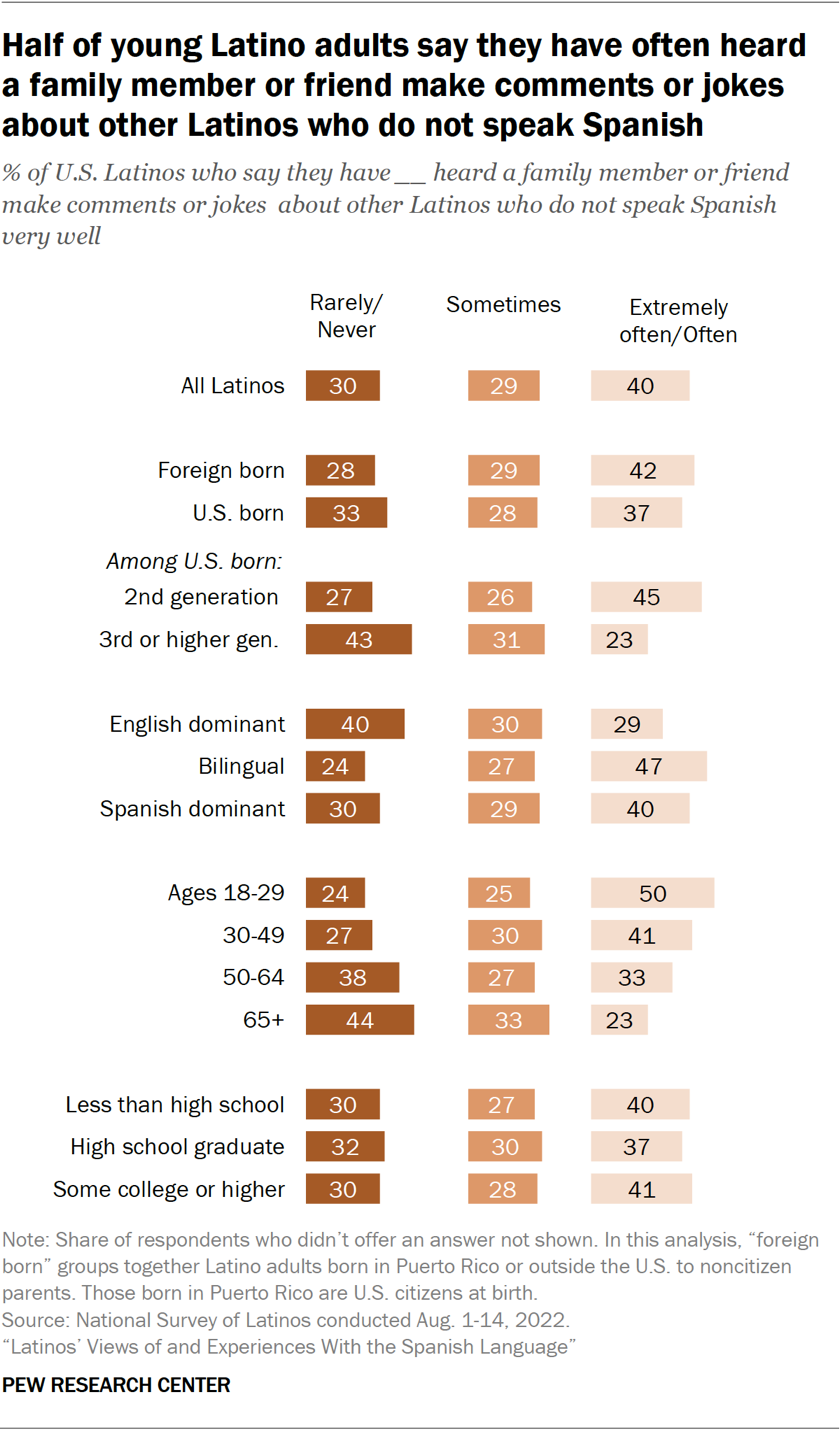 Half of young Latino adults say they have often heard
a family member or friend make comments or jokes
about other Latinos who do not speak Spanish
% of U.S. Latinos who say they have __ heard a family member or friend
make comments or jokes about other Latinos who do not speak Spanish
very well
Rarely/
Never
Sometimes
Extremely
often/Often
All Latinos 30 29 40
Foreign born 28 29 42
U.S. born 33 28 37
Among U.S. born:
2nd generation 27 26 45
3rd or higher gen. 43 31 23
English dominant 40 30 29
Bilingual 24 27 47
Spanish dominant 30 29 40
Ages 18-29 24 25 50
30-49 27 30 41
50-64 38 27 33
65+ 44 33 23
Less than high school 30 27 40
High school graduate 32 30 37
Some college or higher 30 28 41
Note: Share of respondents who didn’t offer an answer not shown. In this analysis, “foreign
born” groups together Latino adults born in Puerto Rico or outside the U.S. to noncitizen
parents. Those born in Puerto Rico are U.S. citizens at birth.
Source: National Survey of Latinos conducted Aug. 1-14, 2022.
“Latinos’ Views of and Experiences With the Spanish Language”
PEW RESEARCH CENTER